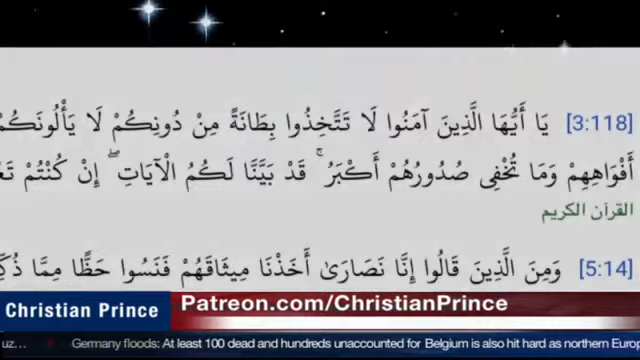 [3:118] يَا أَيُّهَا الَّذِينَ آمَنُوا لَا تَتَّخِذُوا بِطَانَةً مِنْ دُونِكُمْ لَا يَأْلُونَكُمْ
أَفْوَاهِهِمْ وَمَا تُخْفِي صُدُورُهُمْ أَكْبَرُ ۚ قَدْ بَيَّنَّا لَكُمُ الْآيَاتِ ۖ إِنْ كُنْتُمْ
القرآن الكريم
[5:14] وَمِنَ الَّذِينَ قَالُوا إِنَّا نَصَارَىٰ أَخَذْنَا مِيثَاقَهُمْ فَنَسُوا حَظًّا مِمَّا
Christian Prince
Patreon.com/ChristianPrince
uz... Germany floods: At least 100 dead and hundreds unaccounted for Belgium is also hit hard as northern Europ